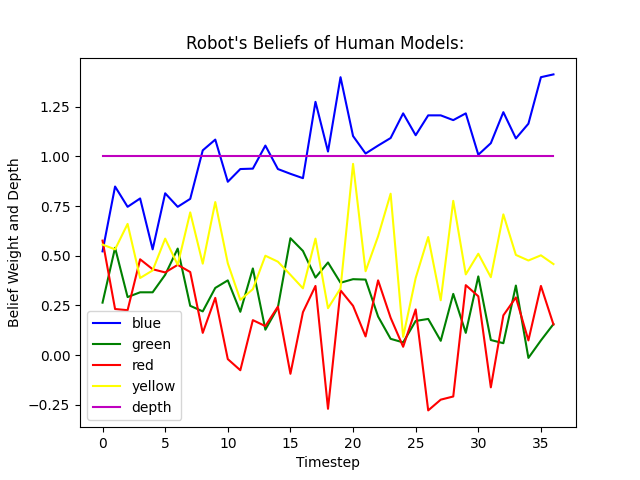 Robot's Beliefs of Human Models:
Belief Weight and Depth
1.25
1.00
0.75
0.50
0.25
0.00
−0.25
blue
green
red
yellow
depth
0 5 10 15 20 25 30 35
Timestep